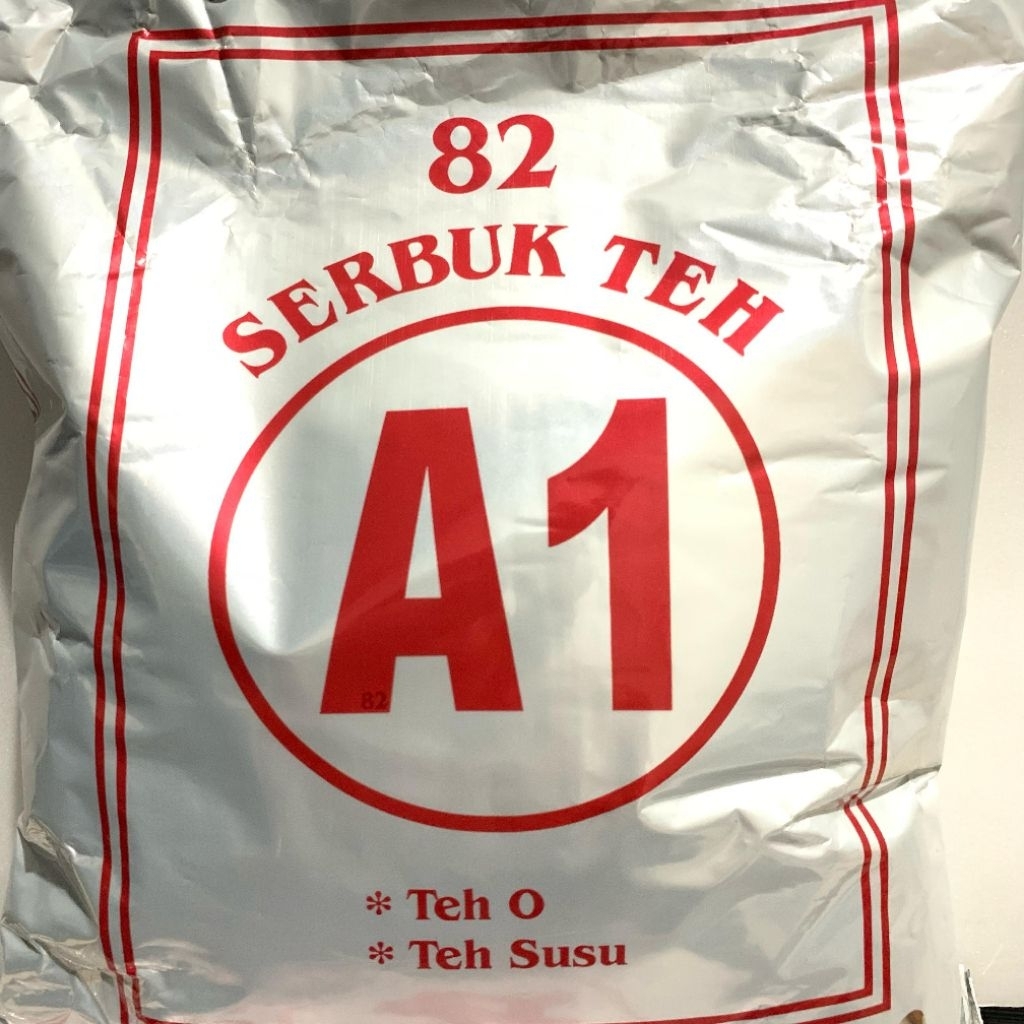 82
SERBUK TEH
A1
82
* Teh O
* Teh Susu